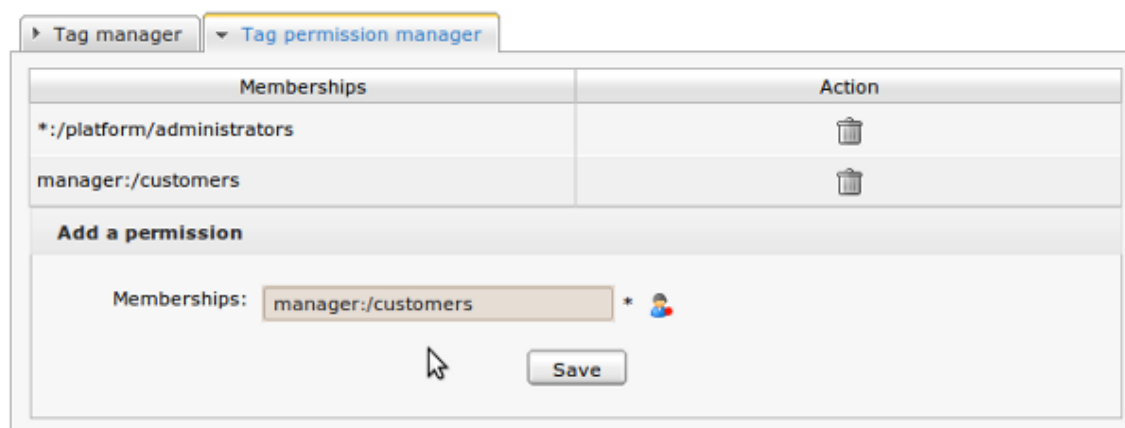 Tag manager Tag permission manager
Memberships Action
*:/platform/administrators
manager:/customers
Add a permission
Memberships: manager:/customers *
Save